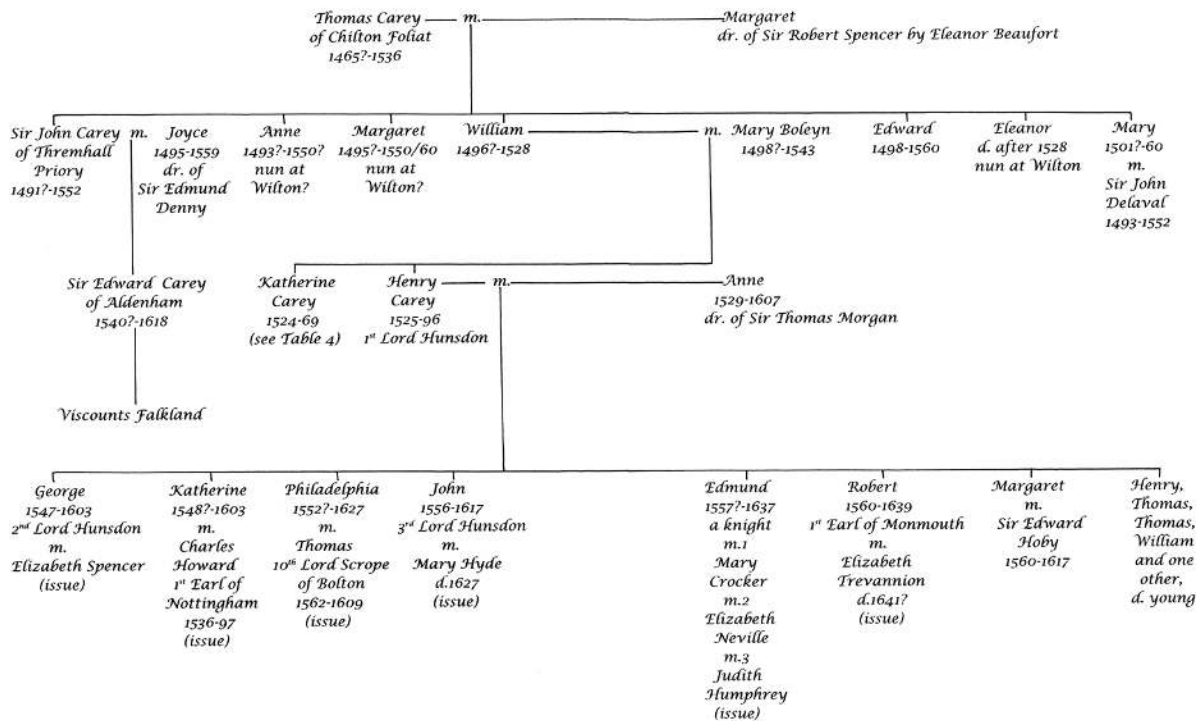 Thomas Carey
of Chilton Foliat
1465?-1536
m.
Margaret
dr. of Sir Robert Spencer by Eleanor Beaufort
Sir John Carey
of Thremhall
Priory
1491?-1552
m.
Joyce
1495-1559
dr. of
Sir Edmund
Denny
Anne
1493?-1550?
nun at
Wilton?
Margaret
1495?-1550/60
nun at
Wilton?
William
1496?-1528
m. Mary Boleyn
1498?-1543
Edward
1498-1560
Eleanor
d. after 1528
nun at Wilton
Mary
1501?-60
m.
Sir John
Delaval
1493-1552
Sir Edward Carey
of Aldenham
1540?-1618
Katherine
Carey
1524-69
(see Table 4)
Henry
Carey
1525-96
1st Lord Hunsdon
m.
Anne
1529-1607
dr. of Sir Thomas Morgan
Viscounts Falkland
George
1547-1603
2nd Lord Hunsdon
m.
Elizabeth Spencer
(issue)
Katherine
1548?-1603
m.
Charles
Howard
1st Earl of
Nottingham
1536-97
(issue)
Philadelphia
1552?-1627
m.
Thomas
10th Lord Scrope
of Bolton
1562-1609
(issue)
John
1556-1617
3rd Lord Hunsdon
m.
Mary Hyde
d.1627
(issue)
Edmund
1557?-1637
a knight
m.1
Mary
Crocker
m.2
Elizabeth
Neville
m.3
Judith
Humphrey
(issue)
Robert
1560-1639
1st Earl of Monmouth
m.
Elizabeth
Trevannion
d.1641?
(issue)
Margaret
m.
Sir Edward
Hoby
1560-1617
Henry,
Thomas,
Thomas,
William
and one
other,
d. young